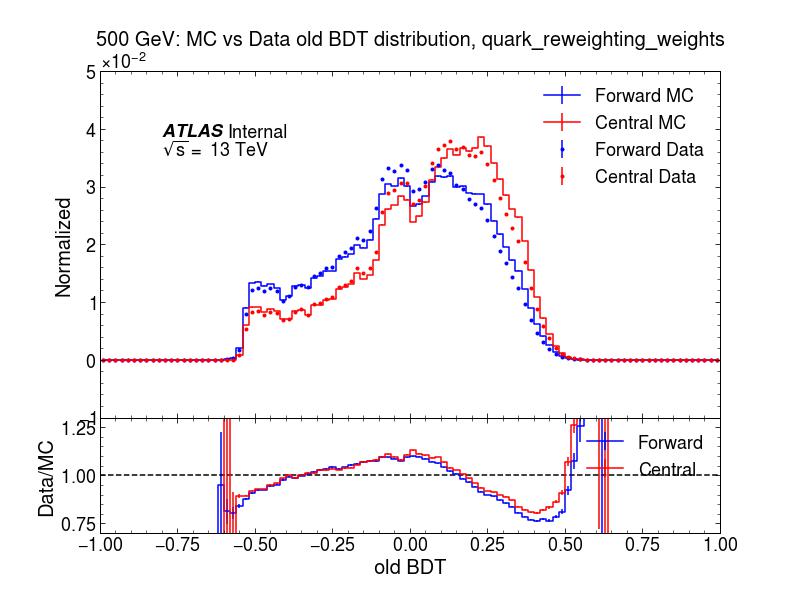 500 GeV: MC vs Data old BDT distribution, quark_reweighting_weights
×10⁻²
5
4
3
2
1
0
−1
Normalized
ATLAS Internal
√s = 13 TeV
Forward MC
Central MC
Forward Data
Central Data
1.25
1.00
0.75
Data/MC
Forward
Central
−1.00 −0.75 −0.50 −0.25 0.00 0.25 0.50 0.75 1.00
old BDT